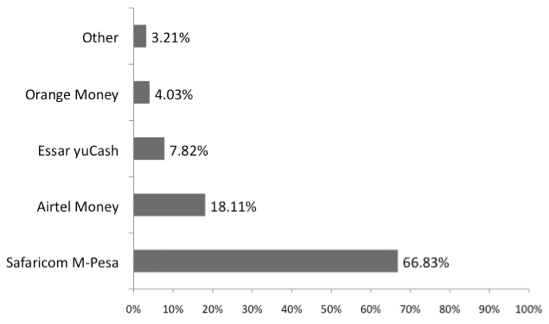 Other 3.21%
Orange Money 4.03%
Essar yuCash 7.82%
Airtel Money 18.11%
Safaricom M-Pesa 66.83%
0% 10% 20% 30% 40% 50% 60% 70% 80% 90% 100%